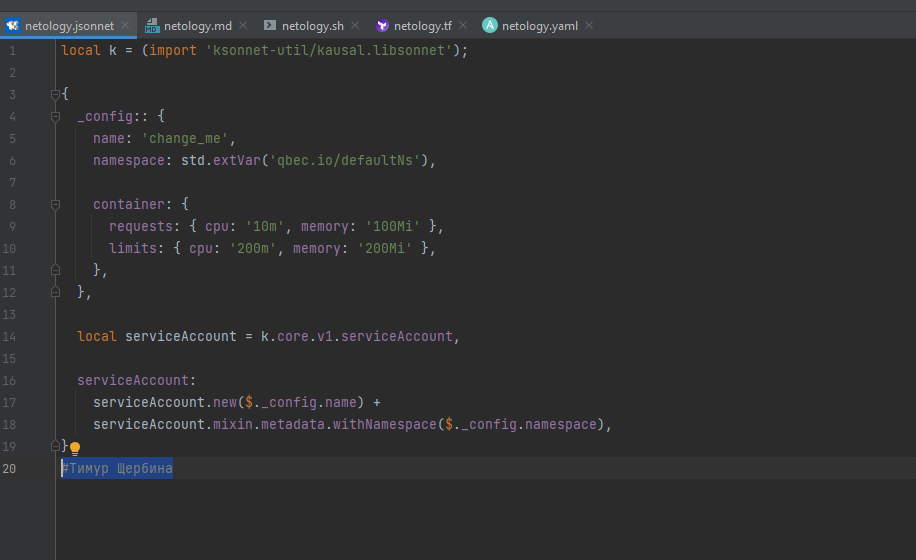 netology.jsonnet netology.md netology.sh netology.tf netology.yaml
1 local k = (import 'ksonnet-util/kausal.libsonnet');
2
3 {
4   _config:: {
5     name: 'change_me',
6     namespace: std.extVar('qbec.io/defaultNs'),
7
8     container: {
9       requests: { cpu: '10m', memory: '100Mi' },
10       limits: { cpu: '200m', memory: '200Mi' },
11     },
12   },
13
14   local serviceAccount = k.core.v1.serviceAccount,
15
16   serviceAccount:
17     serviceAccount.new($._config.name) +
18     serviceAccount.mixin.metadata.withNamespace($._config.namespace),
19 }
20 #Тимур Щербина